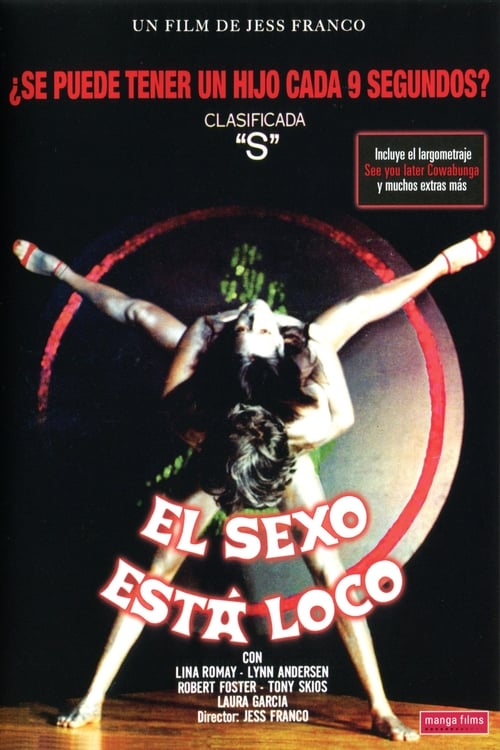 UN FILM DE JESS FRANCO
¿SE PUEDE TENER UN HIJO CADA 9 SEGUNDOS?
CLASIFICADA
"S"
Incluye el largometraje
See you later Cowabunga
y muchos extras más
EL SEXO
ESTÁ LOCO
CON
LINA ROMAY - LYNN ANDERSEN
ROBERT FOSTER - TONY SKIOS
LAURA GARCIA
Director: JESS FRANCO
manga films